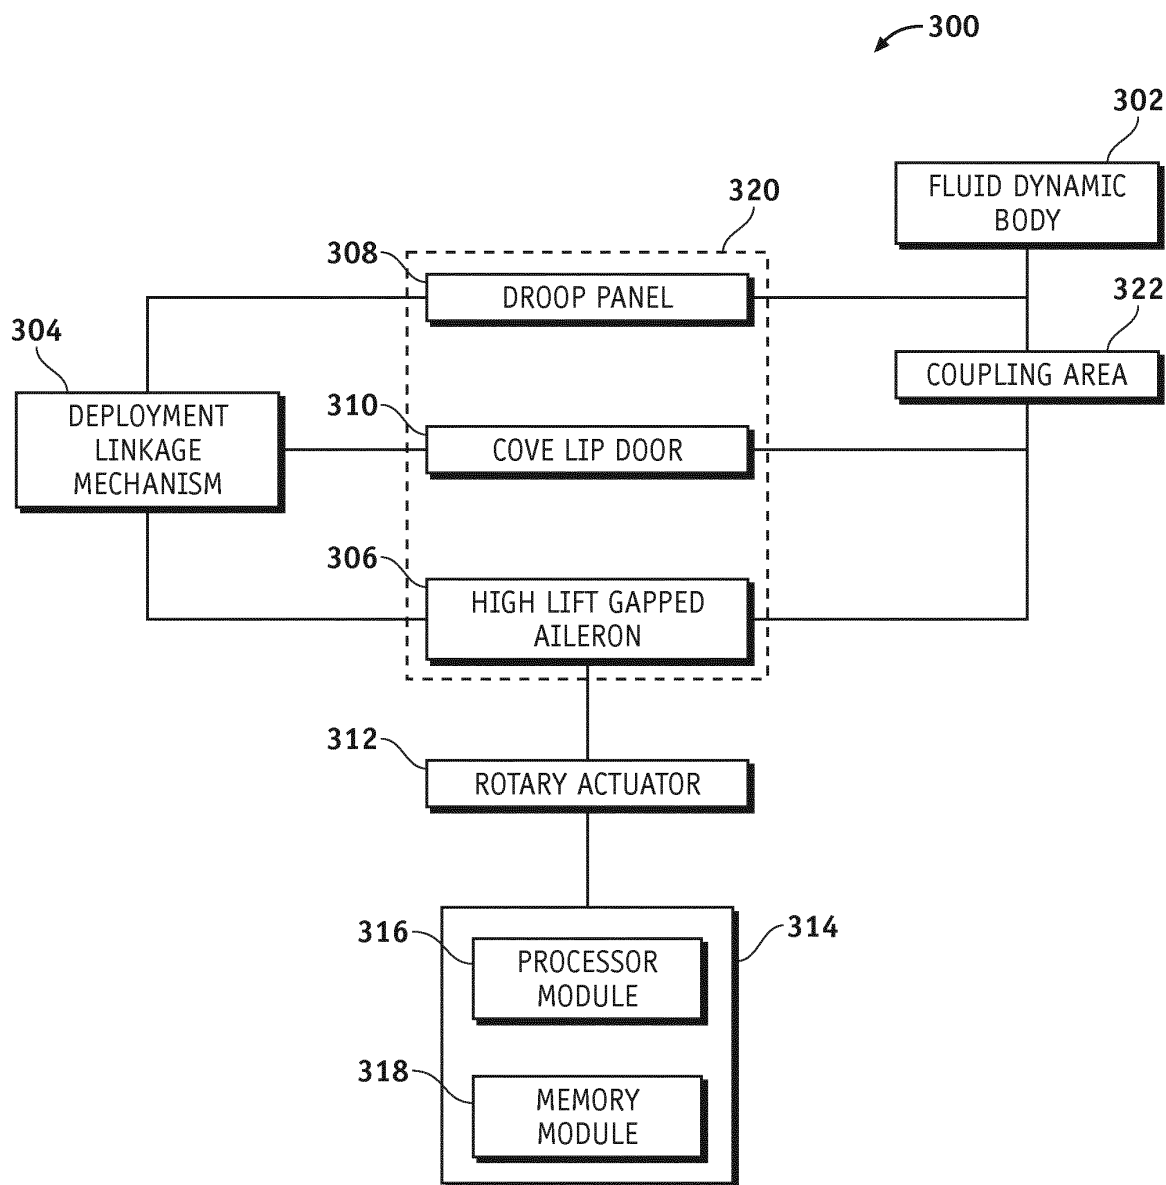 300
302
FLUID DYNAMIC
BODY
320
308
DROOP PANEL
322
COUPLING AREA
304
DEPLOYMENT
LINKAGE
MECHANISM
310
COVE LIP DOOR
306
HIGH LIFT GAPPED
AILERON
312
ROTARY ACTUATOR
314
316
PROCESSOR
MODULE
318
MEMORY
MODULE